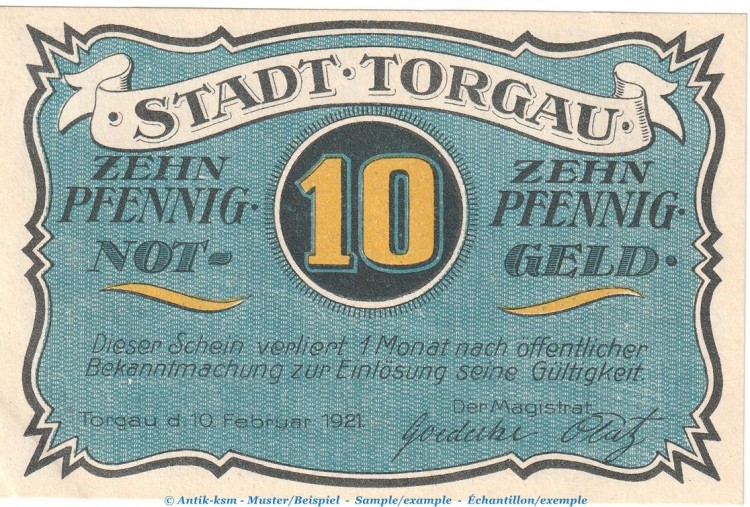 · STADT · TORGAU ·
ZEHN
PFENNIG·
NOT-
10
ZEHN
PFENNIG·
GELD·
Dieser Schein verliert 1 Monat nach öffentlicher
Bekanntmachung zur Einlösung seine Gültigkeit.
Torgau d. 10. Februar 1921.
Der Magistrat
© Antik-ksm - Muster/Beispiel - Sample/example - Échantillon/exemple